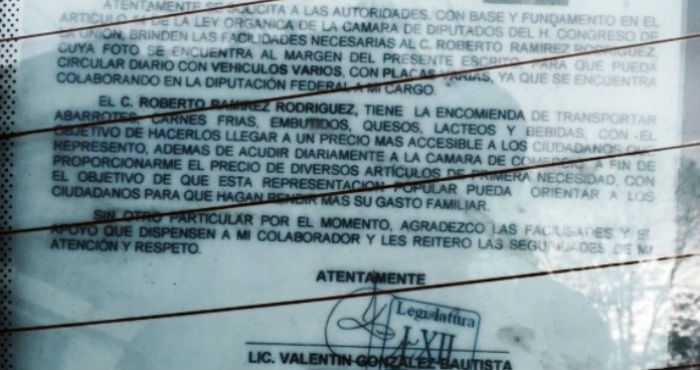 ATENTAMENTE SE SOLICITA A LAS AUTORIDADES, CON BASE Y FUNDAMENTO EN EL
ARTICULO DE LA LEY ORGANICA DE LA CAMARA DE DIPUTADOS DEL H. CONGRESO DE
LA UNIÓN, BRINDEN LAS FACILIDADES NECESARIAS AL C. ROBERTO RAMIREZ RODRIGUEZ,
CUYA FOTO SE ENCUENTRA AL MARGEN DEL PRESENTE ESCRITO PARA QUE PUEDA
CIRCULAR DIARIO CON VEHICULOS VARIOS, CON PLACAS VARIAS, YA QUE SE ENCUENTRA
COLABORANDO EN LA DIPUTACIÓN FEDERAL A MI CARGO.
EL C. ROBERTO RAMIREZ RODRIGUEZ, TIENE LA ENCOMIENDA DE TRANSPORTAR
ABARROTES, CARNES FRIAS, EMBUTIDOS, QUESOS, LACTEOS Y BEBIDAS, CON EL
OBJETIVO DE HACERLOS LLEGAR A UN PRECIO MAS ACCESIBLE A LOS CIUDADANOS QUE
REPRESENTO, ADEMAS DE ACUDIR DIARIAMENTE A LA CAMARA DE COMERCIO A FIN DE
PROPORCIONARME EL PRECIO DE DIVERSOS ARTÍCULOS DE PRIMERA NECESIDAD, CON
EL OBJETIVO DE QUE ESTA REPRESENTACION POPULAR PUEDA ORIENTAR A LOS
CIUDADANOS PARA QUE HAGAN RENDIR MAS SU GASTO FAMILIAR.
SIN OTRO PARTICULAR POR EL MOMENTO, AGRADEZCO LAS FACILIDADES Y EL
APOYO QUE DISPENSEN A MI COLABORADOR Y LES REITERO LAS SEGURIDADES DE MI
ATENCIÓN Y RESPETO.
ATENTAMENTE
Legislatura
LXII
LIC. VALENTIN GONZALEZ BAUTISTA